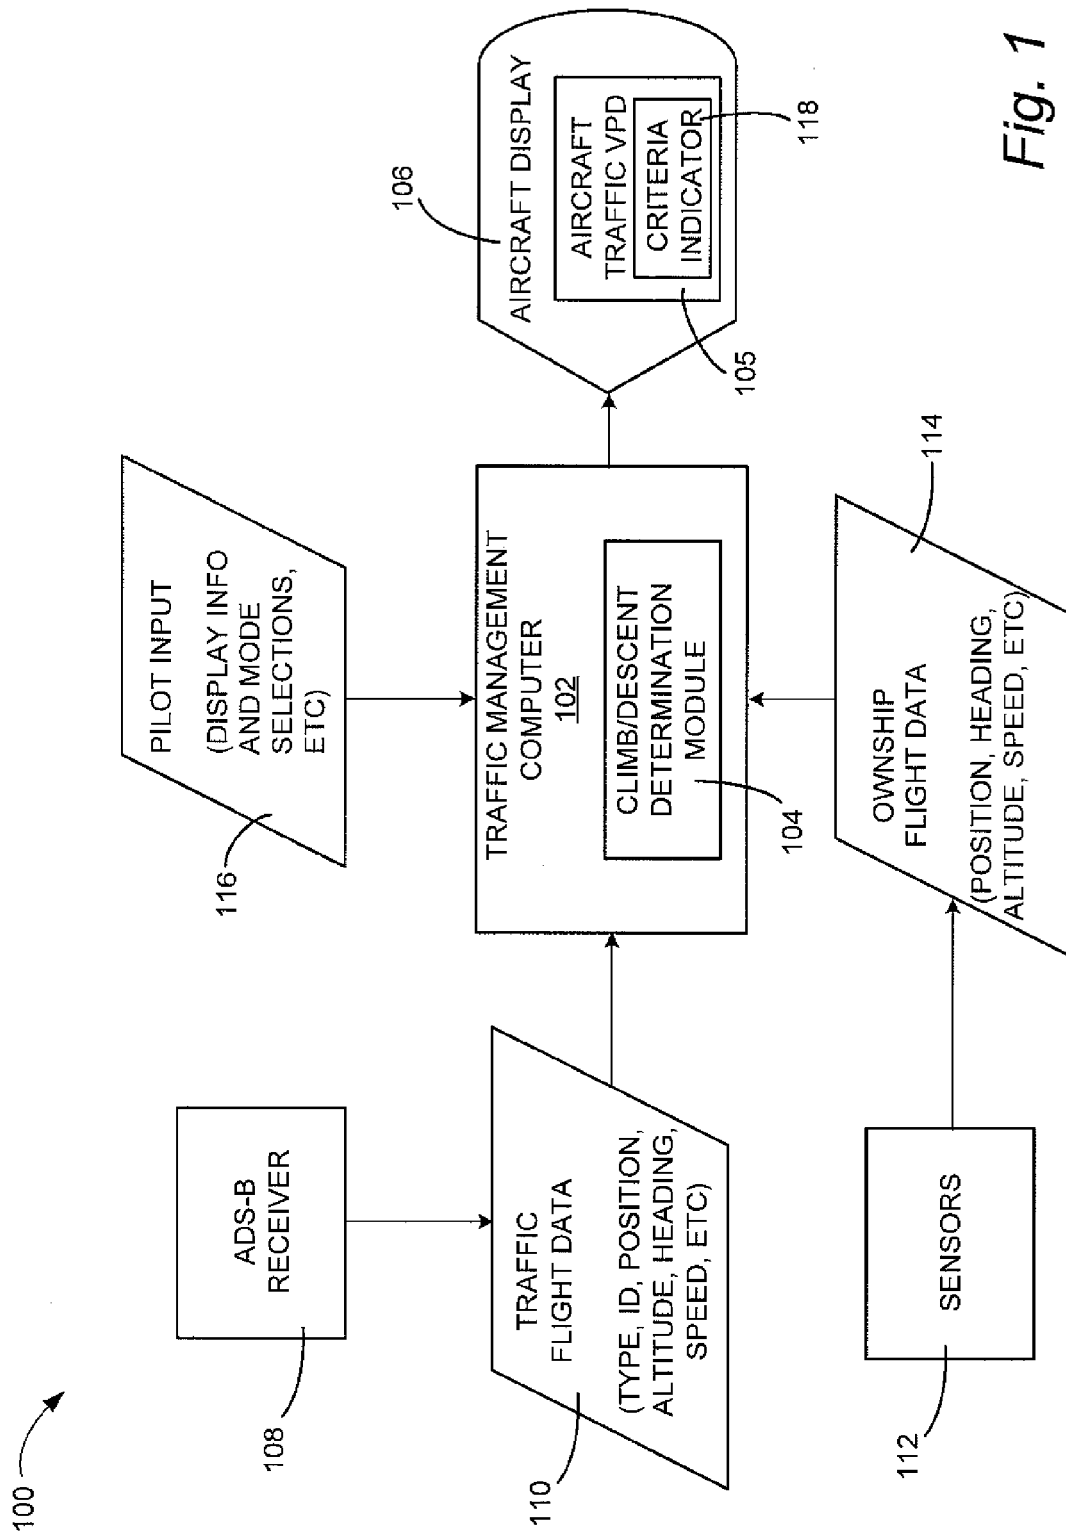 100
ADS-B
RECEIVER
108
TRAFFIC
FLIGHT DATA
(TYPE, ID, POSITION,
ALTITUDE, HEADING,
SPEED, ETC)
110
SENSORS
112
PILOT INPUT
(DISPLAY INFO
AND MODE
SELECTIONS,
ETC)
116
TRAFFIC MANAGEMENT
COMPUTER
102
CLIMB/DESCENT
DETERMINATION
MODULE
104
OWNSHIP
FLIGHT DATA
(POSITION, HEADING,
ALTITUDE, SPEED, ETC)
114
106
AIRCRAFT DISPLAY
AIRCRAFT
TRAFFIC VPD
CRITERIA
INDICATOR
105
118
Fig. 1